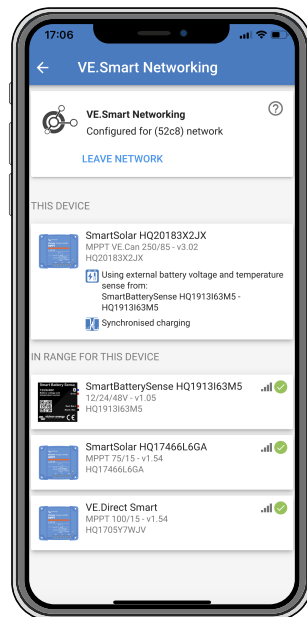 17:06
VE.Smart Networking
VE.Smart Networking
Configured for (52c8) network
LEAVE NETWORK
THIS DEVICE
SmartSolar HQ20183X2JX
MPPT VE.Can 250/85 - v3.02
HQ20183X2JX
Using external battery voltage and temperature
sense from:
SmartBatterySense HQ1913I63M5 -
HQ1913I63M5
Synchronised charging
IN RANGE FOR THIS DEVICE
Smart Battery Sense
SmartBatterySense HQ1913I63M5
12/24/48V - v1.05
HQ1913I63M5
SmartSolar HQ17466L6GA
MPPT 75/15 - v1.54
HQ17466L6GA
VE.Direct Smart
MPPT 100/15 - v1.54
HQ1705Y7WJV